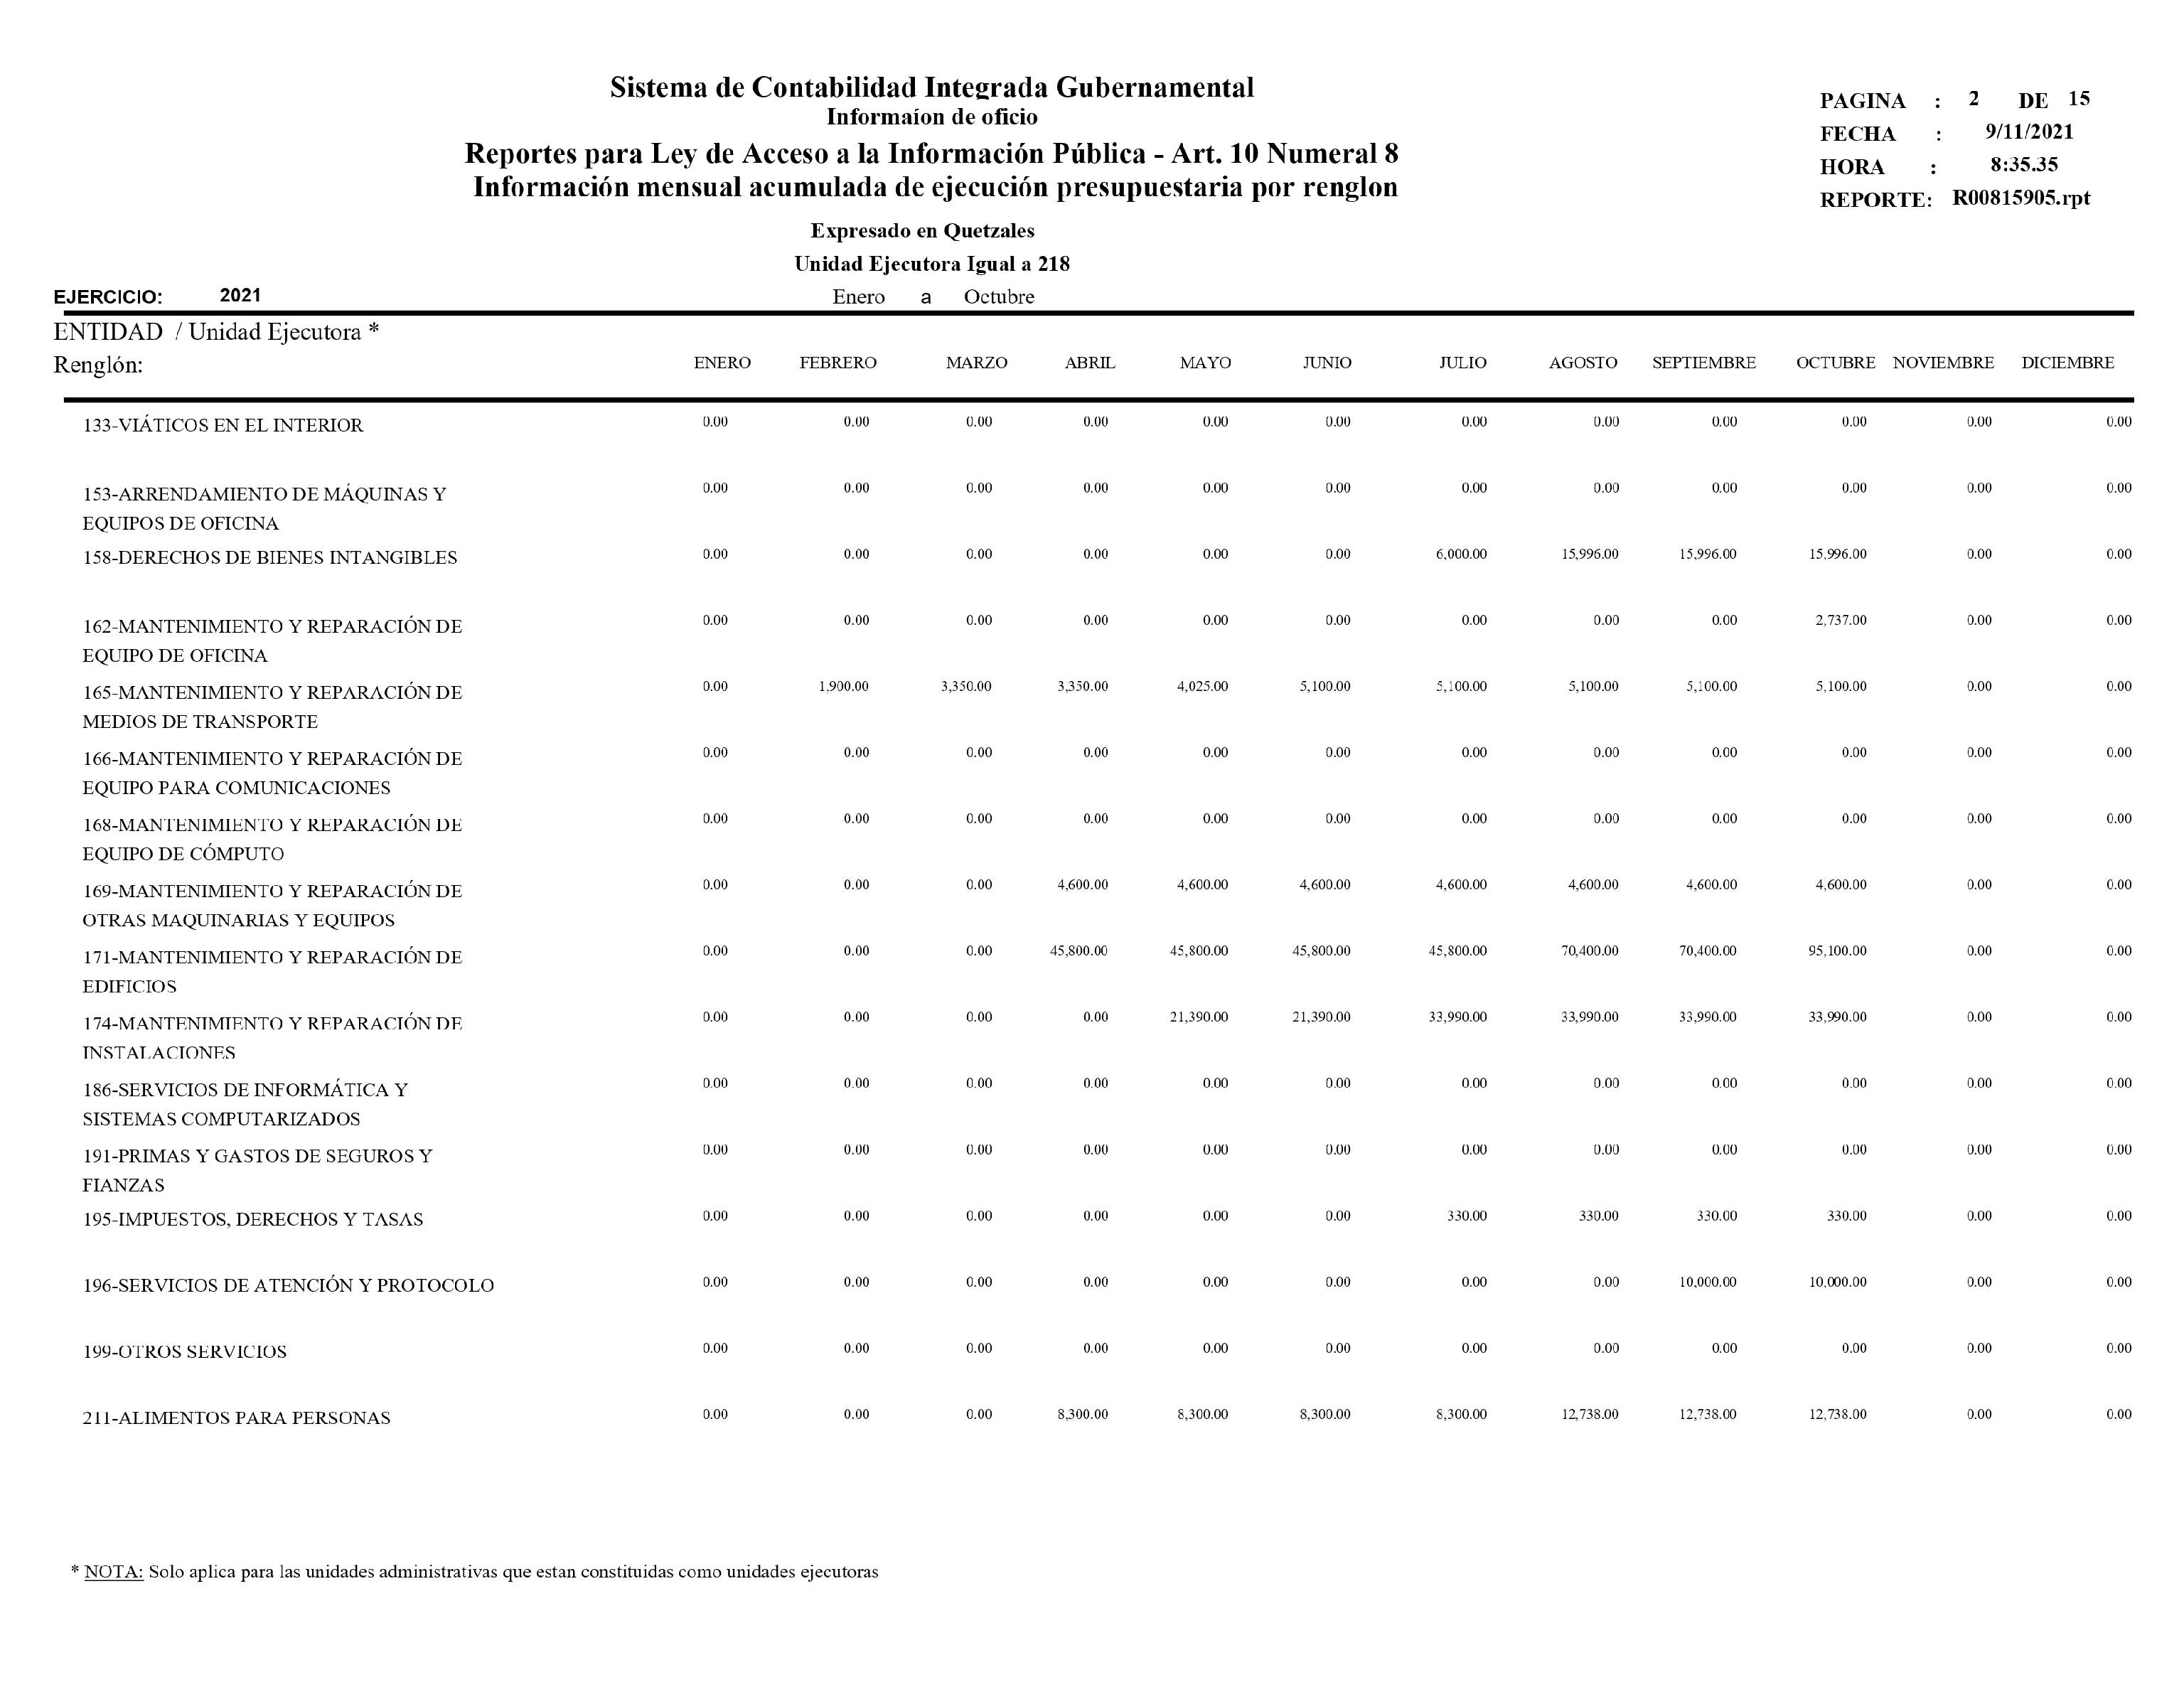 Sistema de Contabilidad Integrada Gubernamental
Informaíon de oficio
Reportes para Ley de Acceso a la Información Pública - Art. 10 Numeral 8
Información mensual acumulada de ejecución presupuestaria por renglon
Expresado en Quetzales
Unidad Ejecutora Igual a 218
PAGINA : 2 DE 15
FECHA : 9/11/2021
HORA : 8:35.35
REPORTE: R00815905.rpt
EJERCICIO: 2021 Enero a Octubre
ENTIDAD / Unidad Ejecutora *
Renglón: ENERO FEBRERO MARZO ABRIL MAYO JUNIO JULIO AGOSTO SEPTIEMBRE OCTUBRE NOVIEMBRE DICIEMBRE
133-VIÁTICOS EN EL INTERIOR 0.00 0.00 0.00 0.00 0.00 0.00 0.00 0.00 0.00 0.00 0.00 0.00
153-ARRENDAMIENTO DE MÁQUINAS Y 0.00 0.00 0.00 0.00 0.00 0.00 0.00 0.00 0.00 0.00 0.00 0.00
EQUIPOS DE OFICINA
158-DERECHOS DE BIENES INTANGIBLES 0.00 0.00 0.00 0.00 0.00 0.00 6,000.00 15,996.00 15,996.00 15,996.00 0.00 0.00
162-MANTENIMIENTO Y REPARACIÓN DE 0.00 0.00 0.00 0.00 0.00 0.00 0.00 0.00 0.00 2,737.00 0.00 0.00
EQUIPO DE OFICINA
165-MANTENIMIENTO Y REPARACIÓN DE 0.00 1,900.00 3,350.00 3,350.00 4,025.00 5,100.00 5,100.00 5,100.00 5,100.00 5,100.00 0.00 0.00
MEDIOS DE TRANSPORTE
166-MANTENIMIENTO Y REPARACIÓN DE 0.00 0.00 0.00 0.00 0.00 0.00 0.00 0.00 0.00 0.00 0.00 0.00
EQUIPO PARA COMUNICACIONES
168-MANTENIMIENTO Y REPARACIÓN DE 0.00 0.00 0.00 0.00 0.00 0.00 0.00 0.00 0.00 0.00 0.00 0.00
EQUIPO DE CÓMPUTO
169-MANTENIMIENTO Y REPARACIÓN DE 0.00 0.00 0.00 4,600.00 4,600.00 4,600.00 4,600.00 4,600.00 4,600.00 4,600.00 0.00 0.00
OTRAS MAQUINARIAS Y EQUIPOS
171-MANTENIMIENTO Y REPARACIÓN DE 0.00 0.00 0.00 45,800.00 45,800.00 45,800.00 45,800.00 70,400.00 70,400.00 95,100.00 0.00 0.00
EDIFICIOS
174-MANTENIMIENTO Y REPARACIÓN DE 0.00 0.00 0.00 0.00 21,390.00 21,390.00 33,990.00 33,990.00 33,990.00 33,990.00 0.00 0.00
INSTALACIONES
186-SERVICIOS DE INFORMÁTICA Y 0.00 0.00 0.00 0.00 0.00 0.00 0.00 0.00 0.00 0.00 0.00 0.00
SISTEMAS COMPUTARIZADOS
191-PRIMAS Y GASTOS DE SEGUROS Y 0.00 0.00 0.00 0.00 0.00 0.00 0.00 0.00 0.00 0.00 0.00 0.00
FIANZAS
195-IMPUESTOS, DERECHOS Y TASAS 0.00 0.00 0.00 0.00 0.00 0.00 330.00 330.00 330.00 330.00 0.00 0.00
196-SERVICIOS DE ATENCIÓN Y PROTOCOLO 0.00 0.00 0.00 0.00 0.00 0.00 0.00 0.00 10,000.00 10,000.00 0.00 0.00
199-OTROS SERVICIOS 0.00 0.00 0.00 0.00 0.00 0.00 0.00 0.00 0.00 0.00 0.00 0.00
211-ALIMENTOS PARA PERSONAS 0.00 0.00 0.00 8,300.00 8,300.00 8,300.00 8,300.00 12,738.00 12,738.00 12,738.00 0.00 0.00
* NOTA: Solo aplica para las unidades administrativas que estan constituidas como unidades ejecutoras